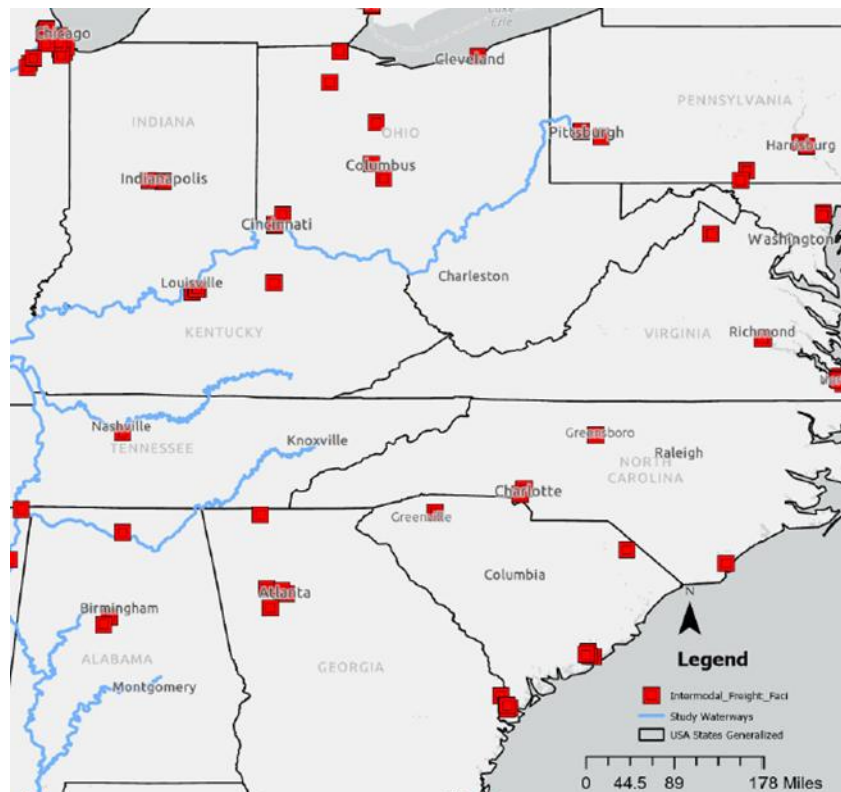 Lake
Erie
Chicago
Cleveland
PENNSYLVANIA
INDIANA
OHIO
Pittsburgh
Harrisburg
Columbus
Indianapolis
Cincinnati
Washington
Charleston
Louisville
KENTUCKY
VIRGINIA
Richmond
Nashville
TENNESSEE
Knoxville
Greensboro
Raleigh
NORTH
CAROLINA
Charlotte
Greenville
Columbia
Atlanta
Birmingham
ALABAMA
GEORGIA
Montgomery
N
Legend
Intermodal_Freight_Faci
Study Waterways
USA States Generalized
0 44.5 89 178 Miles